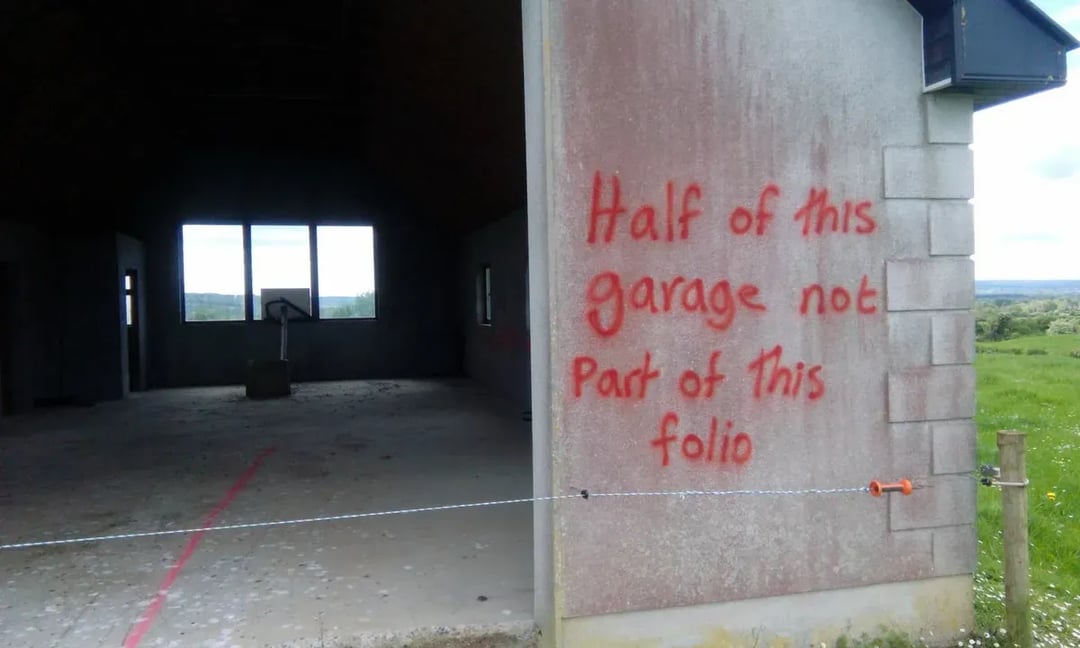 Half of this
garage not
Part of This
folio